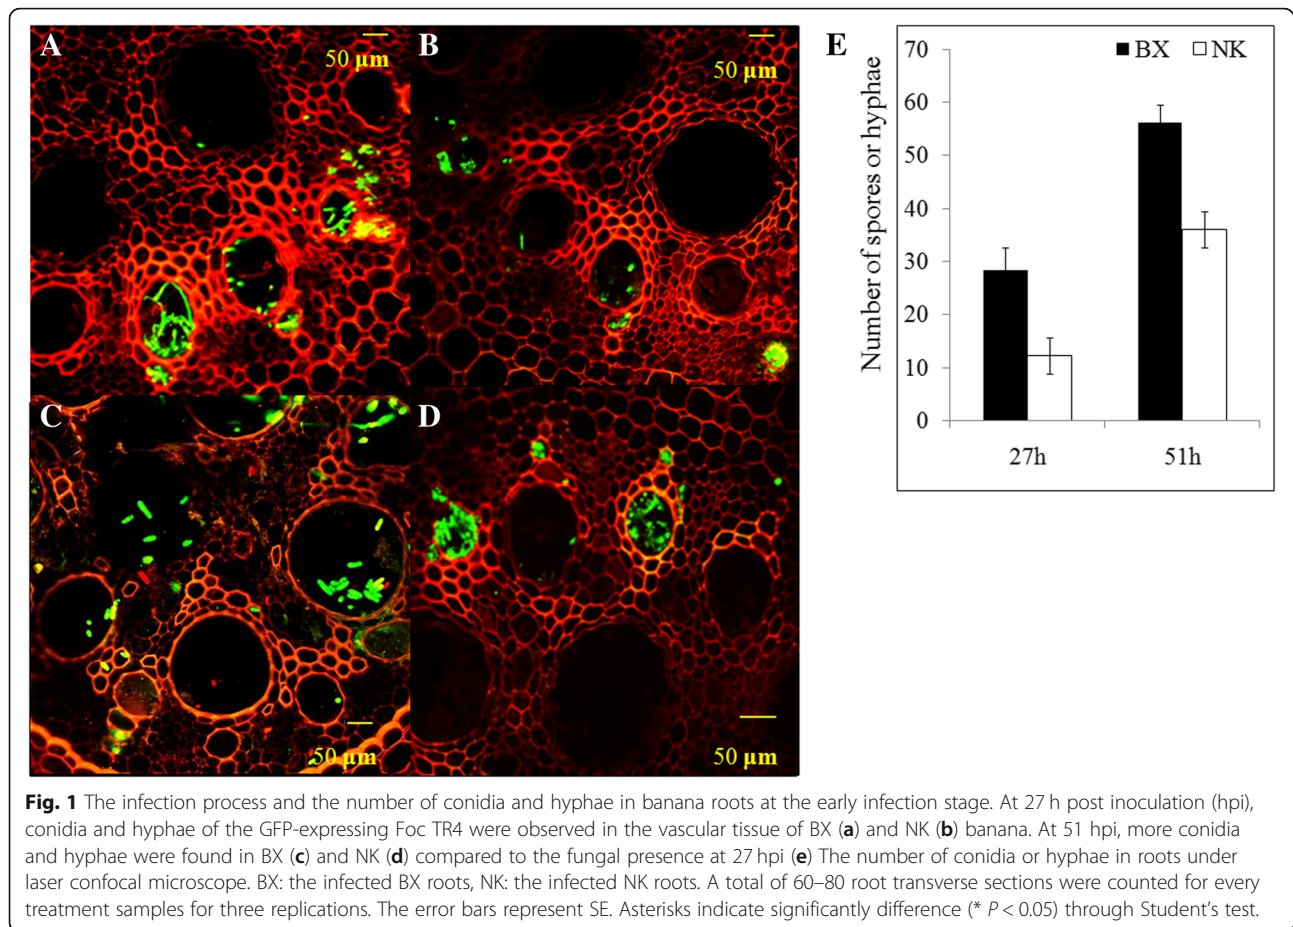 A
50 µm
B
50 µm
C
50 µm
D
50 µm
E
BX NK
Number of spores or hyphae
70
60
50
40
30
20
10
0
27h 51h
Fig. 1 The infection process and the number of conidia and hyphae in banana roots at the early infection stage. At 27 h post inoculation (hpi),
conidia and hyphae of the GFP-expressing Foc TR4 were observed in the vascular tissue of BX (a) and NK (b) banana. At 51 hpi, more conidia
and hyphae were found in BX (c) and NK (d) compared to the fungal presence at 27 hpi (e) The number of conidia or hyphae in roots under
laser confocal microscope. BX: the infected BX roots, NK: the infected NK roots. A total of 60–80 root transverse sections were counted for every
treatment samples for three replications. The error bars represent SE. Asterisks indicate significantly difference (* P < 0.05) through Student's test.